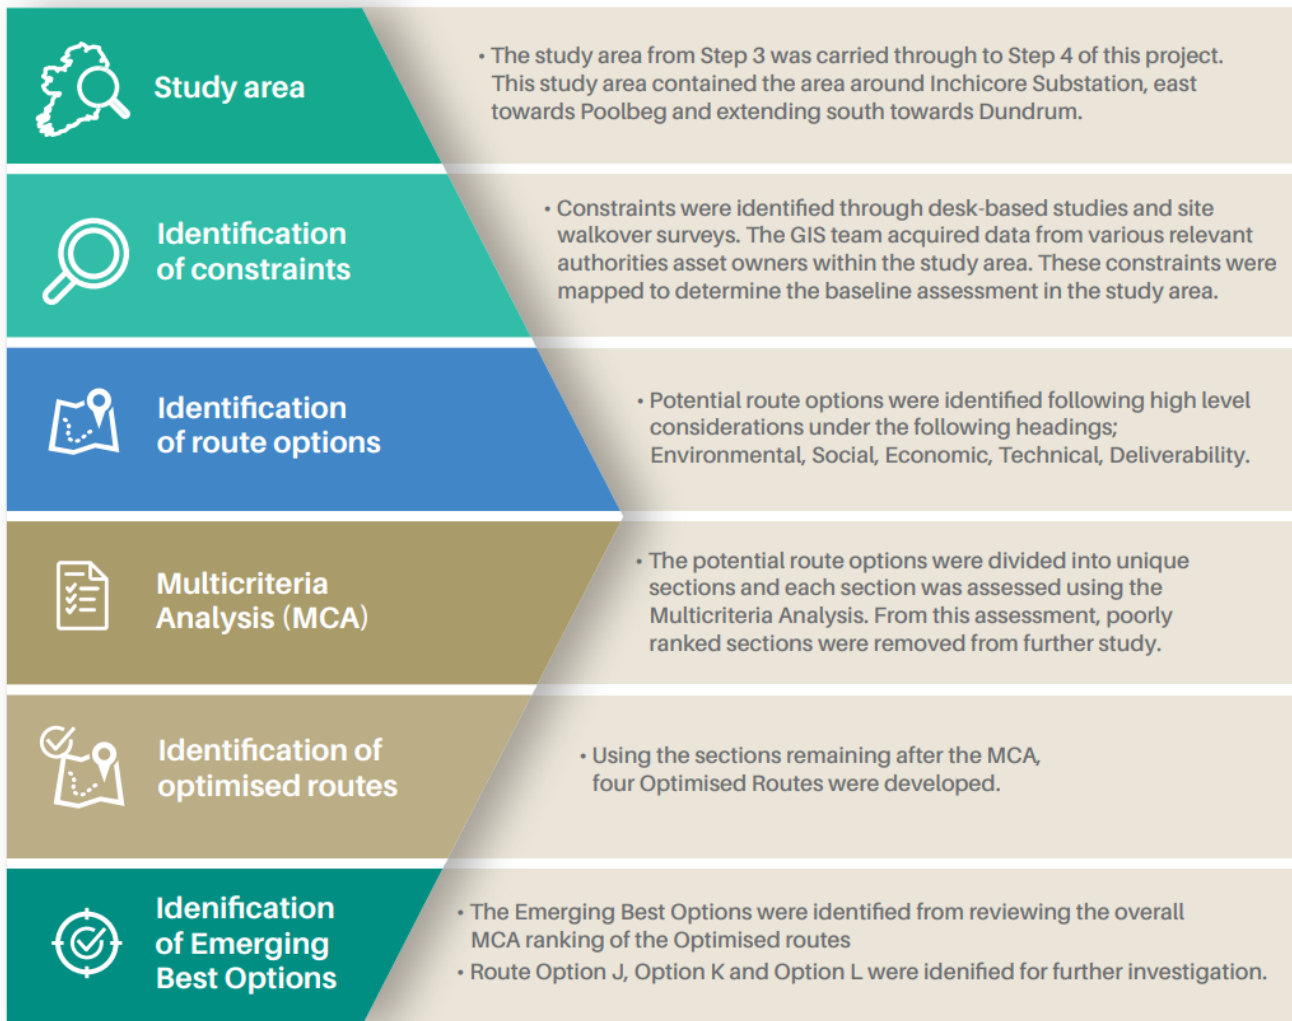 Study area
• The study area from Step 3 was carried through to Step 4 of this project.
This study area contained the area around Inchicore Substation, east
towards Poolbeg and extending south towards Dundrum.
Identification
of constraints
• Constraints were identified through desk-based studies and site
walkover surveys. The GIS team acquired data from various relevant
authorities asset owners within the study area. These constraints were
mapped to determine the baseline assessment in the study area.
Identification
of route options
• Potential route options were identified following high level
considerations under the following headings;
Environmental, Social, Economic, Technical, Deliverability.
Multicriteria
Analysis (MCA)
• The potential route options were divided into unique
sections and each section was assessed using the
Multicriteria Analysis. From this assessment, poorly
ranked sections were removed from further study.
Identification of
optimised routes
• Using the sections remaining after the MCA,
four Optimised Routes were developed.
Idenification
of Emerging
Best Options
• The Emerging Best Options were identified from reviewing the overall
MCA ranking of the Optimised routes
• Route Option J, Option K and Option L were idenified for further investigation.